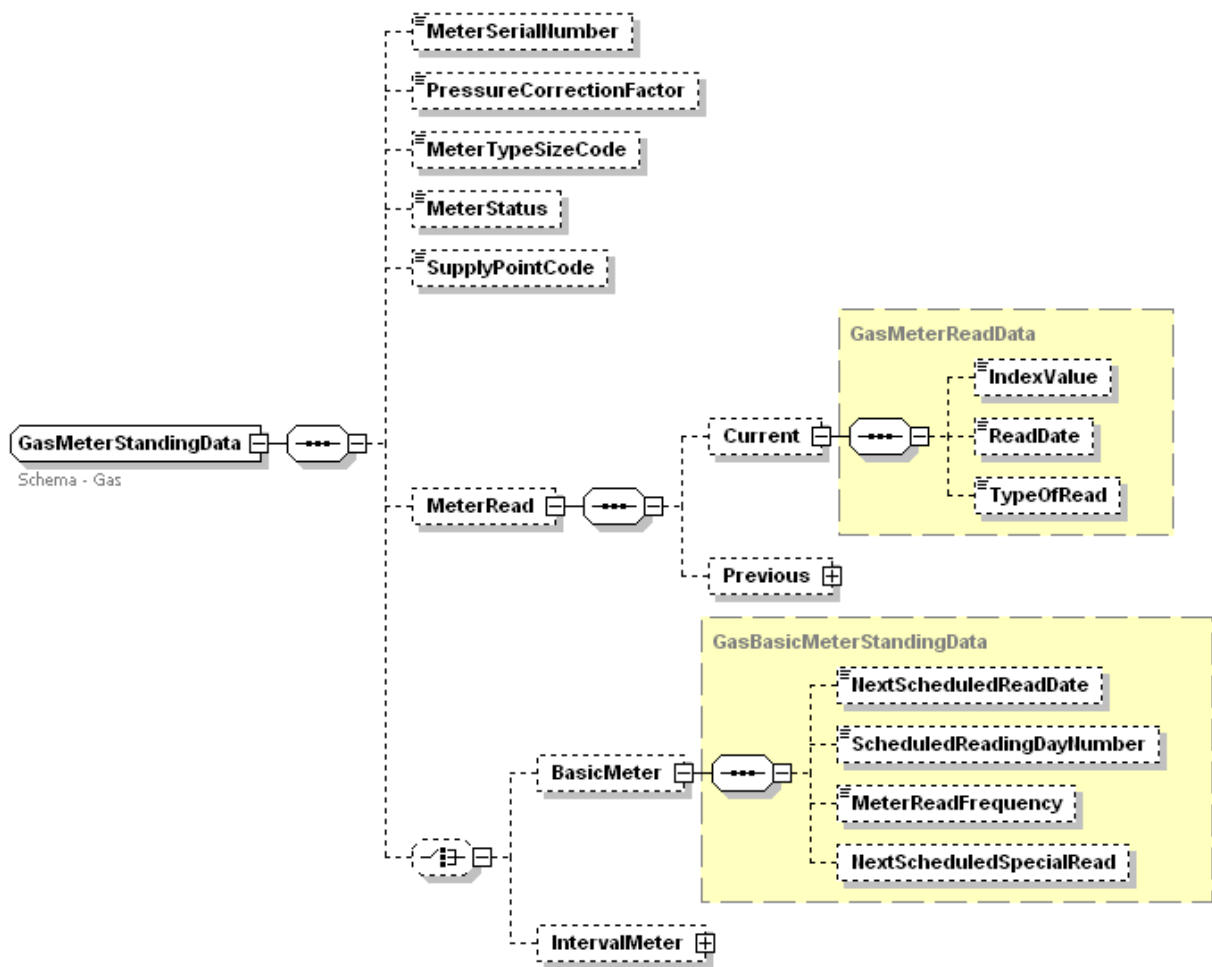 MeterSerialNumber
PressureCorrectionFactor
MeterTypeSizeCode
MeterStatus
SupplyPointCode
GasMeterReadData
IndexValue
GasMeterStandingData
Schema - Gas
Current
ReadDate
TypeOfRead
MeterRead
Previous
GasBasicMeterStandingData
NextScheduledReadDate
ScheduledReadingDayNumber
BasicMeter
MeterReadFrequency
NextScheduledSpecialRead
IntervalMeter